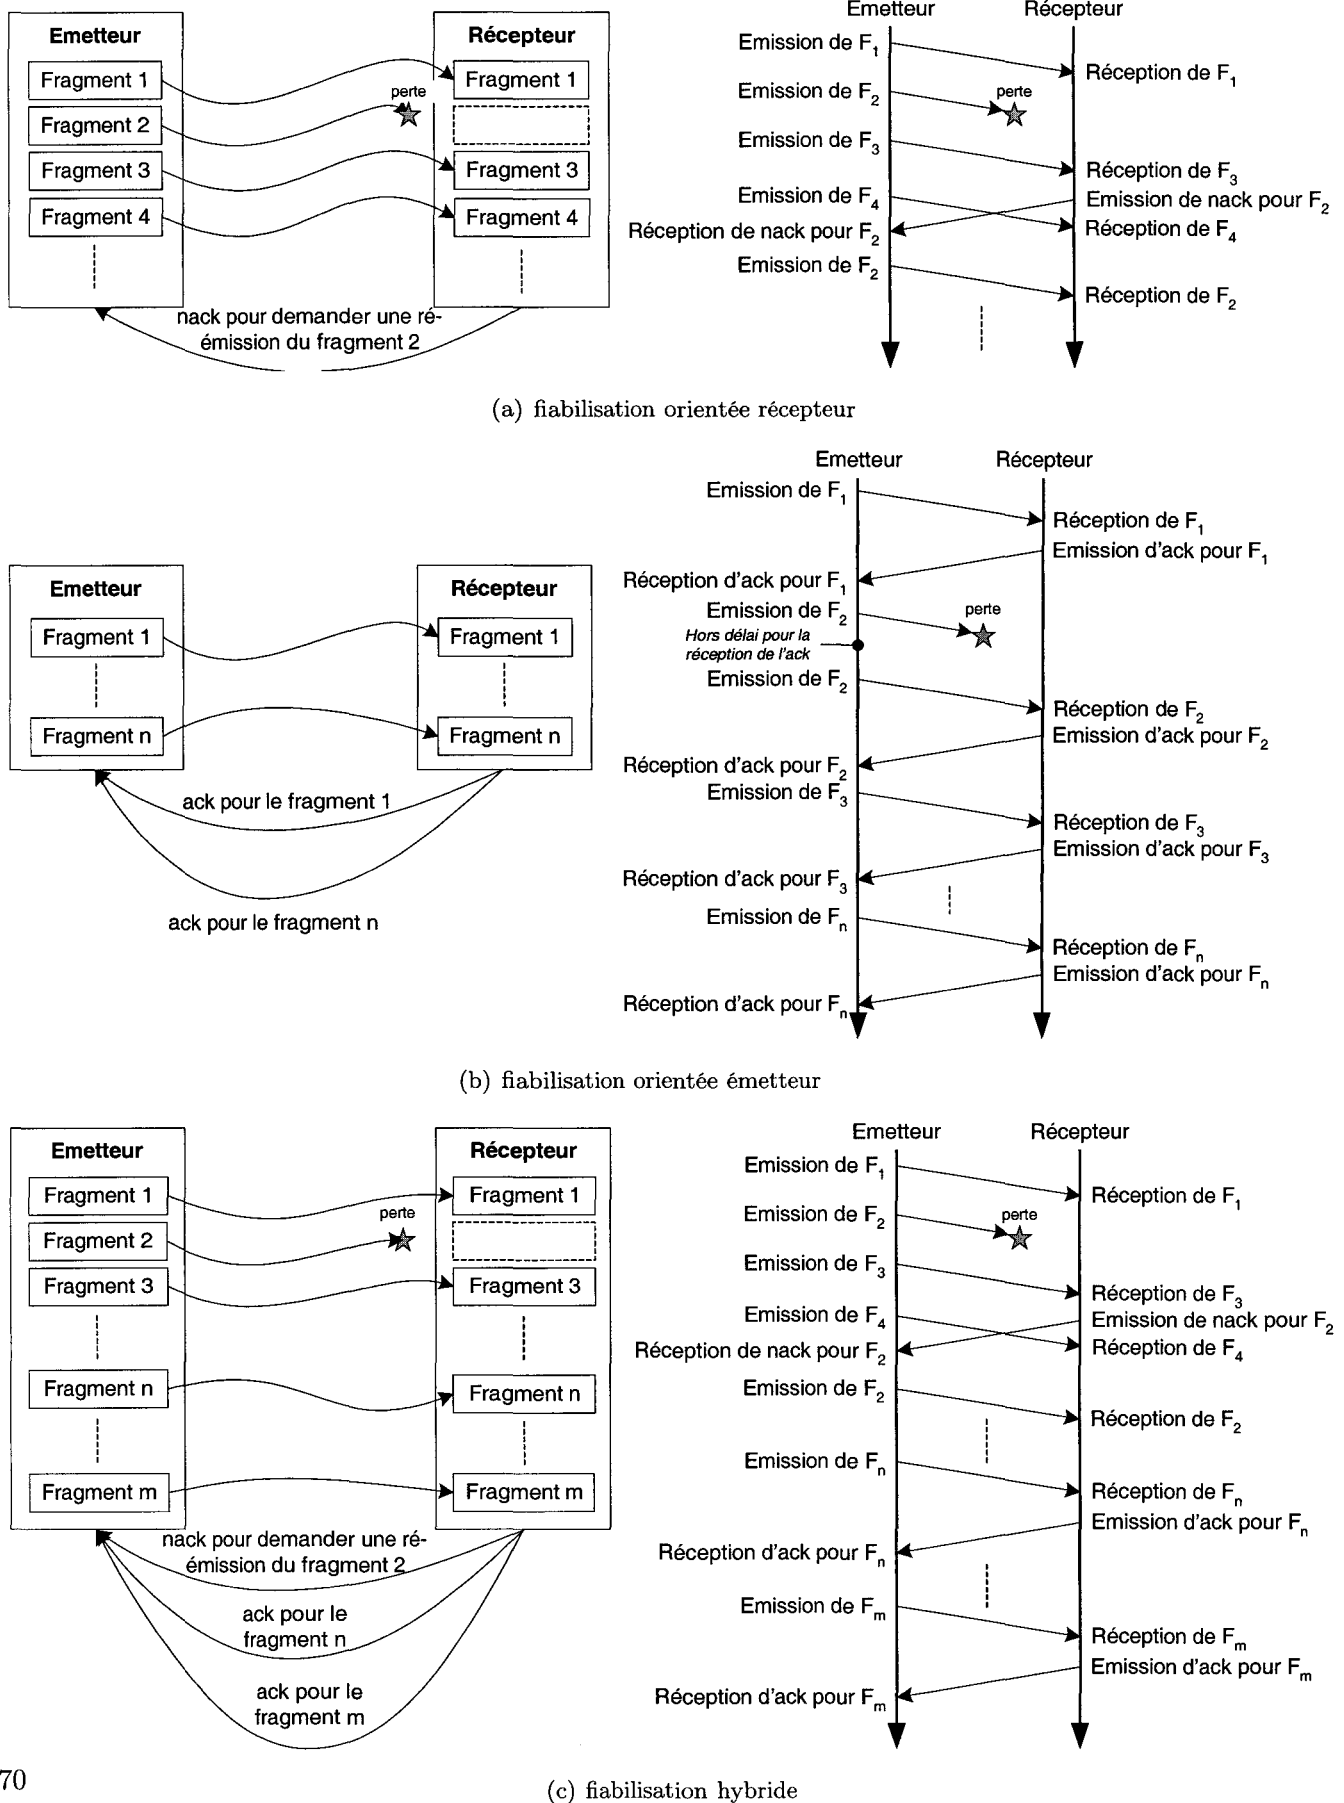 Emetteur
Fragment 1
Fragment 2
Fragment 3
Fragment 4
perte
Récepteur
Fragment 1
Fragment 3
Fragment 4
nack pour demander une ré-
émission du fragment 2
Emetteur
Récepteur
Emission de F1
Réception de F1
Emission de F2
perte
Emission de F3
Réception de F3
Emission de F4
Emission de nack pour F2
Réception de nack pour F2
Réception de F4
Emission de F2
Réception de F2
(a) fiabilisation orientée récepteur
Emetteur
Fragment 1
Fragment n
Récepteur
Fragment 1
Fragment n
ack pour le fragment 1
ack pour le fragment n
Emetteur
Récepteur
Emission de F1
Réception de F1
Emission d'ack pour F1
Réception d'ack pour F1
Emission de F2
perte
Hors délai pour la
réception de l'ack
Emission de F2
Réception de F2
Emission d'ack pour F2
Réception d'ack pour F2
Emission de F3
Réception de F3
Emission d'ack pour F3
Réception d'ack pour F3
Emission de Fn
Réception de Fn
Emission d'ack pour Fn
Réception d'ack pour Fn
(b) fiabilisation orientée émetteur
Emetteur
Fragment 1
Fragment 2
Fragment 3
Fragment n
Fragment m
perte
Récepteur
Fragment 1
Fragment 3
Fragment n
Fragment m
nack pour demander une ré-
émission du fragment 2
ack pour le
fragment n
ack pour le
fragment m
Emetteur
Récepteur
Emission de F1
Réception de F1
Emission de F2
perte
Emission de F3
Réception de F3
Emission de F4
Emission de nack pour F2
Réception de nack pour F2
Réception de F4
Emission de F2
Réception de F2
Emission de Fn
Réception de Fn
Emission d'ack pour Fn
Réception d'ack pour Fn
Emission de Fm
Réception de Fm
Emission d'ack pour Fm
Réception d'ack pour Fm
70
(c) fiabilisation hybride